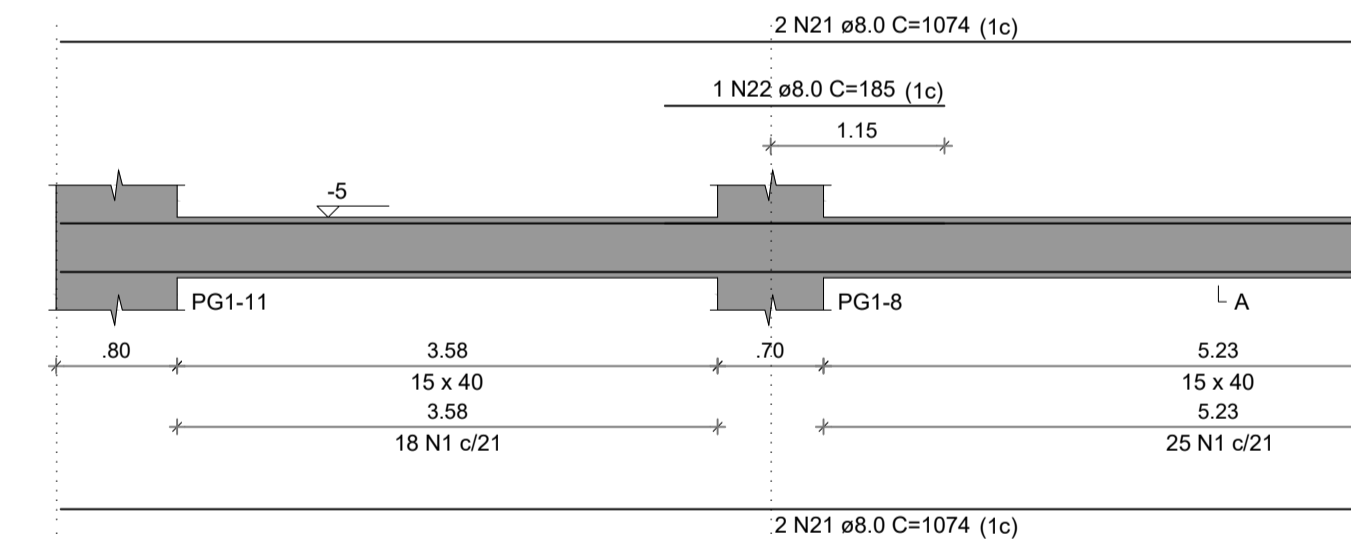 2 N21 ø8.0 C=1074 (1c)
1 N22 ø8.0 C=185 (1c)
1.15
-5
PG1-11
PG1-8
A
.80
3.58
.70
5.23
15 x 40
15 x 40
3.58
5.23
18 N1 c/21
25 N1 c/21
2 N21 ø8.0 C=1074 (1c)